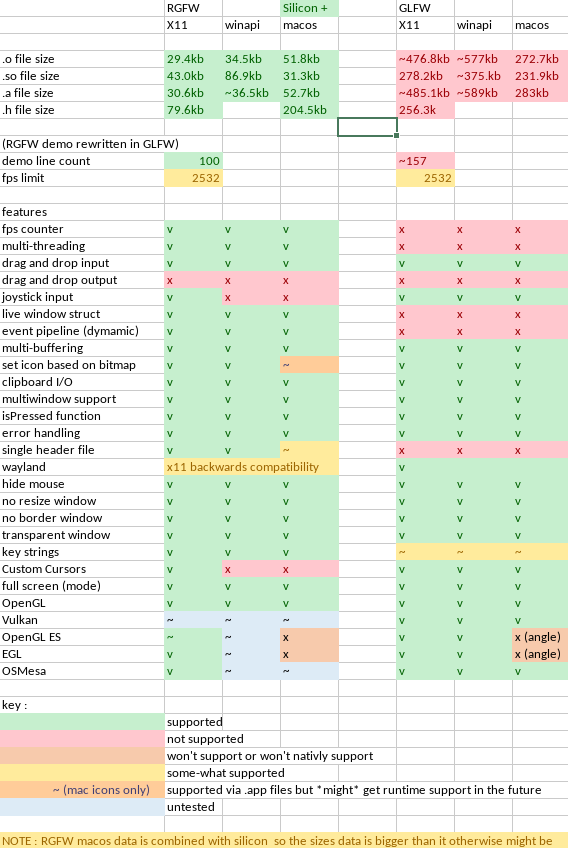 RGFW Silicon + GLFW
X11 winapi macos X11 winapi macos
.o file size 29.4kb 34.5kb 51.8kb ~476.8kb ~577kb 272.7kb
.so file size 43.0kb 86.9kb 31.3kb 278.2kb ~375.kb 231.9kb
.a file size 30.6kb ~36.5kb 52.7kb ~485.1kb ~589kb 283kb
.h file size 79.6kb 204.5kb 256.3k
(RGFW demo rewritten in GLFW)
demo line count 100 ~157
fps limit 2532 2532
features
fps counter v v v x x x
multi-threading v v v x x x
drag and drop input v v v v v v
drag and drop output x x x x x x
joystick input v x x v v v
live window struct v v v x x x
event pipeline (dynamic) v v v x x x
multi-buffering v v v v v v
set icon based on bitmap v v ~ v v v
clipboard I/O v v v v v v
multiwindow support v v v v v v
isPressed function v v v v v v
error handling v v v v v v
single header file v v ~ x x x
wayland x11 backwards compatibility v
hide mouse v v v v v v
no resize window v v v v v v
no border window v v v v v v
transparent window v v v v v v
key strings v v v ~ ~ ~
Custom Cursors v x x v v v
full screen (mode) v v v v v v
OpenGL v v v v v v
Vulkan ~ ~ ~ v v v
OpenGL ES ~ ~ x v v x (angle)
EGL v ~ x v v x (angle)
OSMesa v ~ ~ v v v
key :
supported
not supported
won't support or won't nativly support
some-what supported
~ (mac icons only) supported via .app files but *might* get runtime support in the future
untested
NOTE : RGFW macos data is combined with silicon so the sizes data is bigger than it otherwise might be